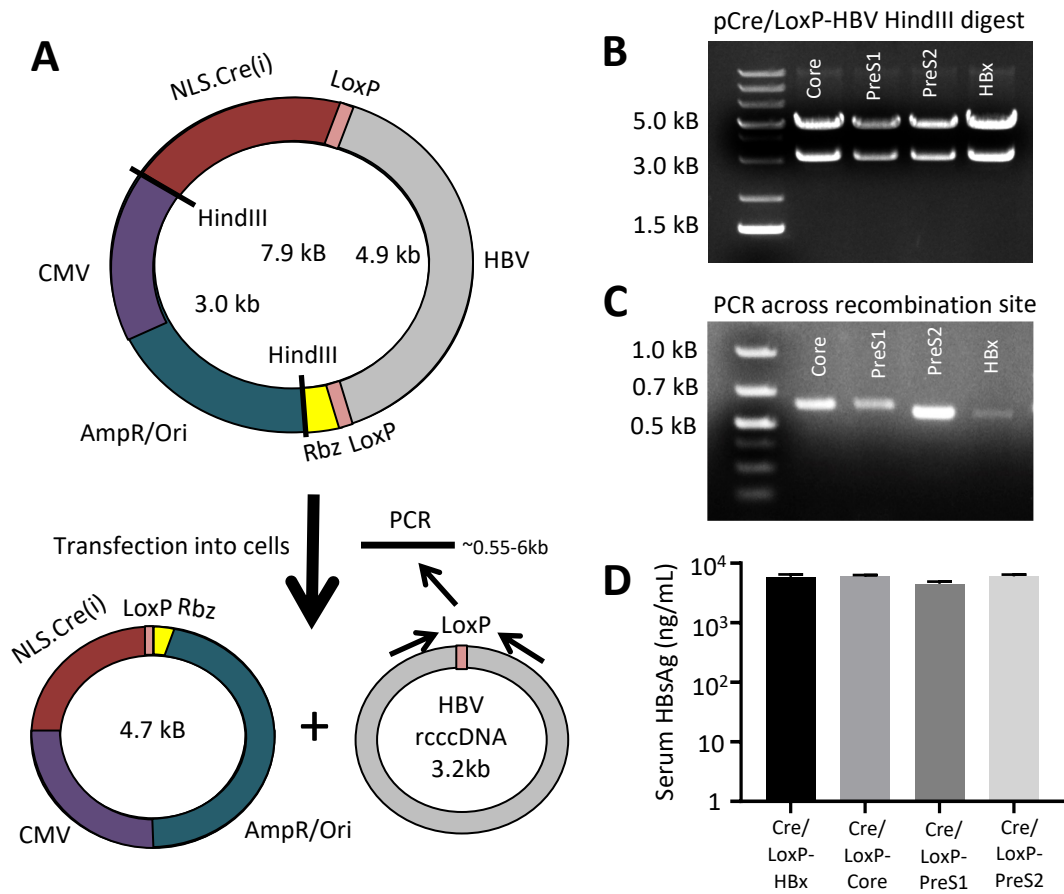 A
NLS.Cre(i)
LoxP
HindIII
7.9 kB
4.9 kb
HBV
CMV
3.0 kb
HindIII
AmpR/Ori
Rbz
LoxP
Transfection into cells
PCR
~0.55-6kb
NLS.Cre(i)
LoxP Rbz
LoxP
4.7 kB
+
HBV
rcccDNA
3.2kb
CMV
AmpR/Ori
B
pCre/LoxP-HBV HindIII digest
Core
PreS1
PreS2
HBx
5.0 kB
3.0 kB
1.5 kB
C
PCR across recombination site
Core
PreS1
PreS2
HBx
1.0 kB
0.7 kB
0.5 kB
D
Serum HBsAg (ng/mL)
10⁴
10³
10²
10
1
Cre/
LoxP-
HBx
Cre/
LoxP-
Core
Cre/
LoxP-
PreS1
Cre/
LoxP-
PreS2